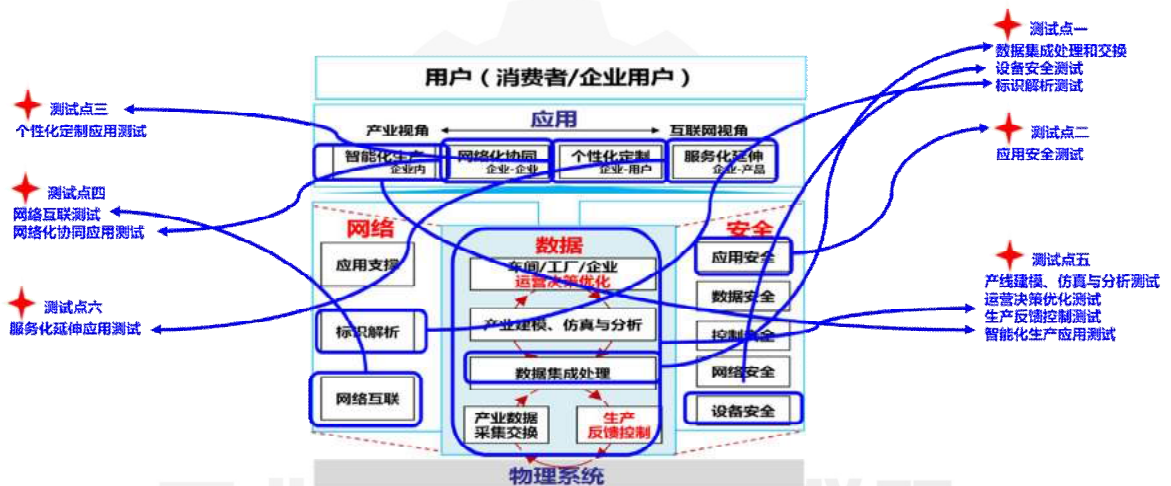 测试点一
数据集成处理和交换
设备安全测试
标识解析测试
用户（消费者/企业用户）
测试点三
个性化定制应用测试
应用
产业视角
互联网视角
测试点二
应用安全测试
智能化生产
企业内
网络化协同
企业-企业
个性化定制
企业-用户
服务化延伸
企业-产品
测试点四
网络互联测试
网络化协同应用测试
网络
数据
安全
应用支撑
车间/工厂/企业
运营决策优化
应用安全
测试点五
产线建模、仿真与分析测试
运营决策优化测试
生产反馈控制测试
智能化生产应用测试
数据安全
测试点六
服务化延伸应用测试
标识解析
产业建模、仿真与分析
控制安全
数据集成处理
网络安全
网络互联
产业数据
采集交换
生产
反馈控制
设备安全
物理系统